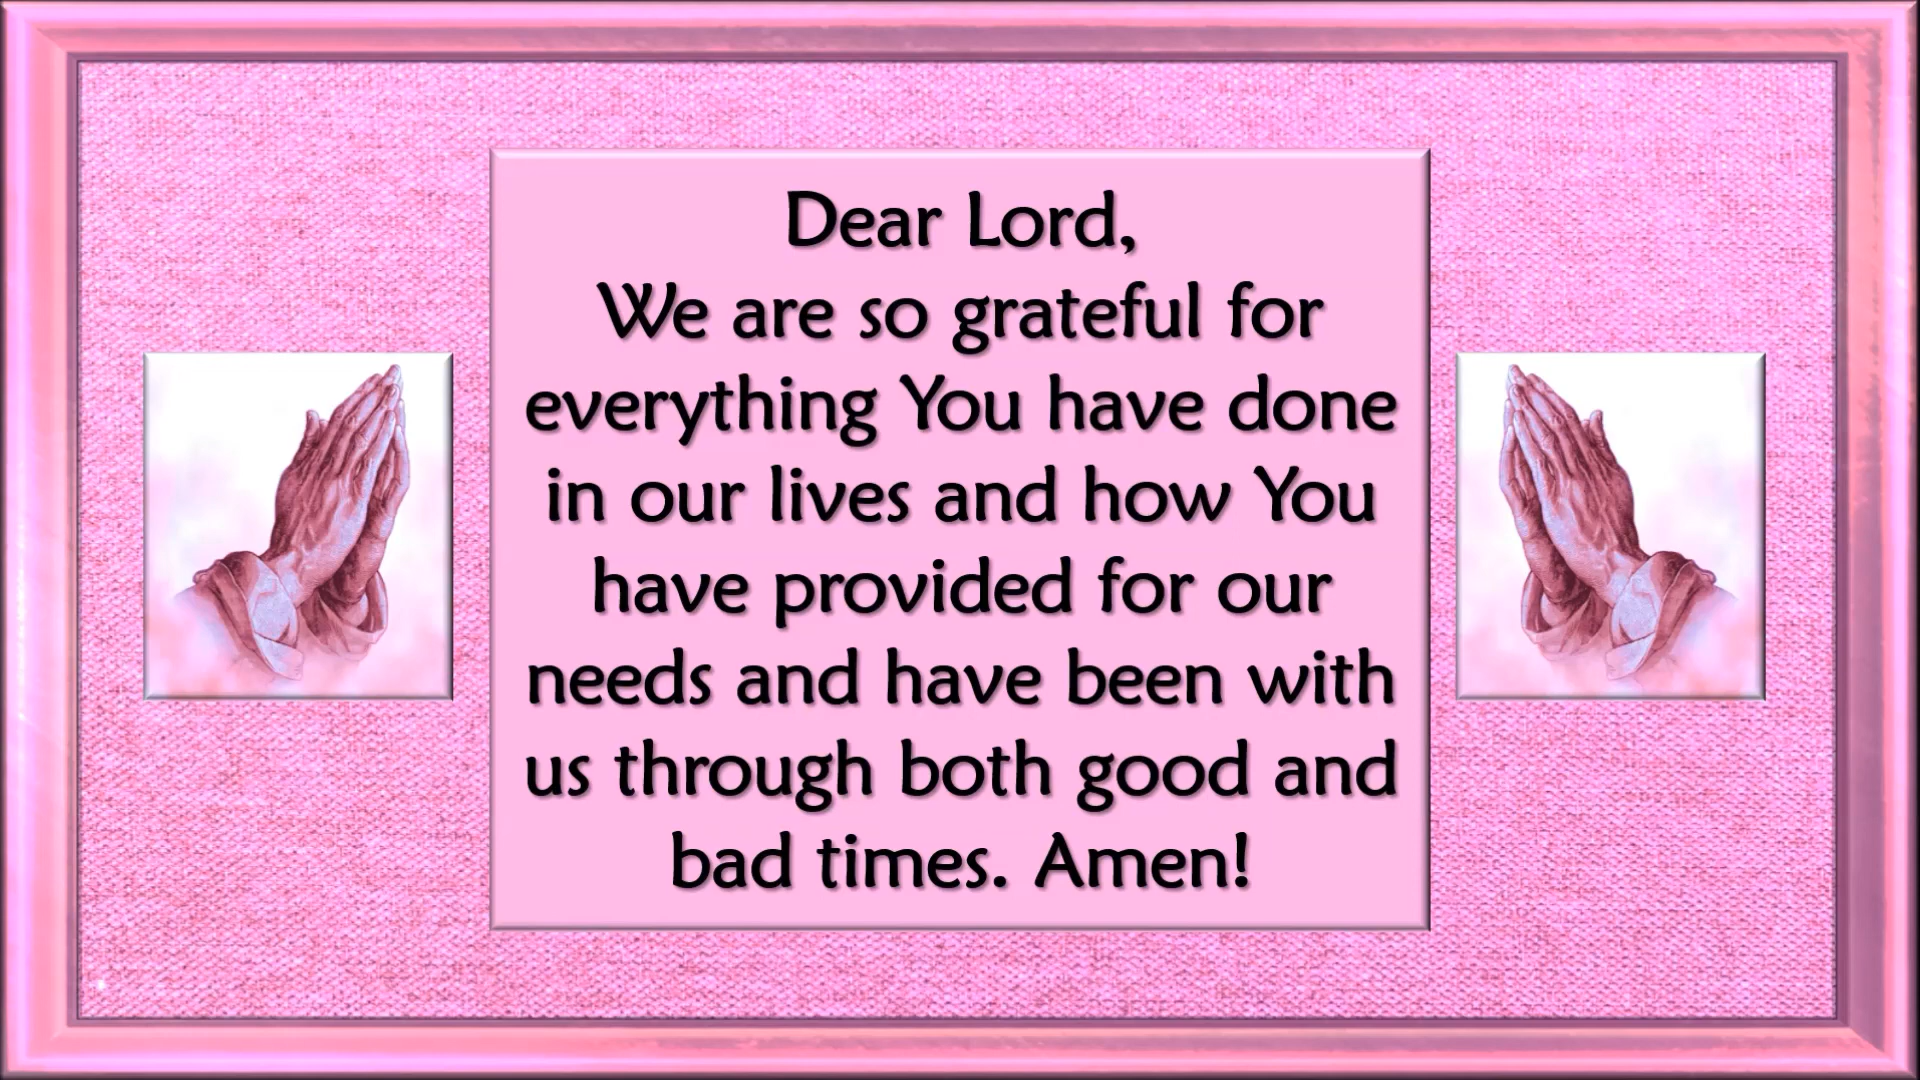 Dear Lord,
We are so grateful for
everything You have done
in our lives and how You
have provided for our
needs and have been with
us through both good and
bad times. Amen!